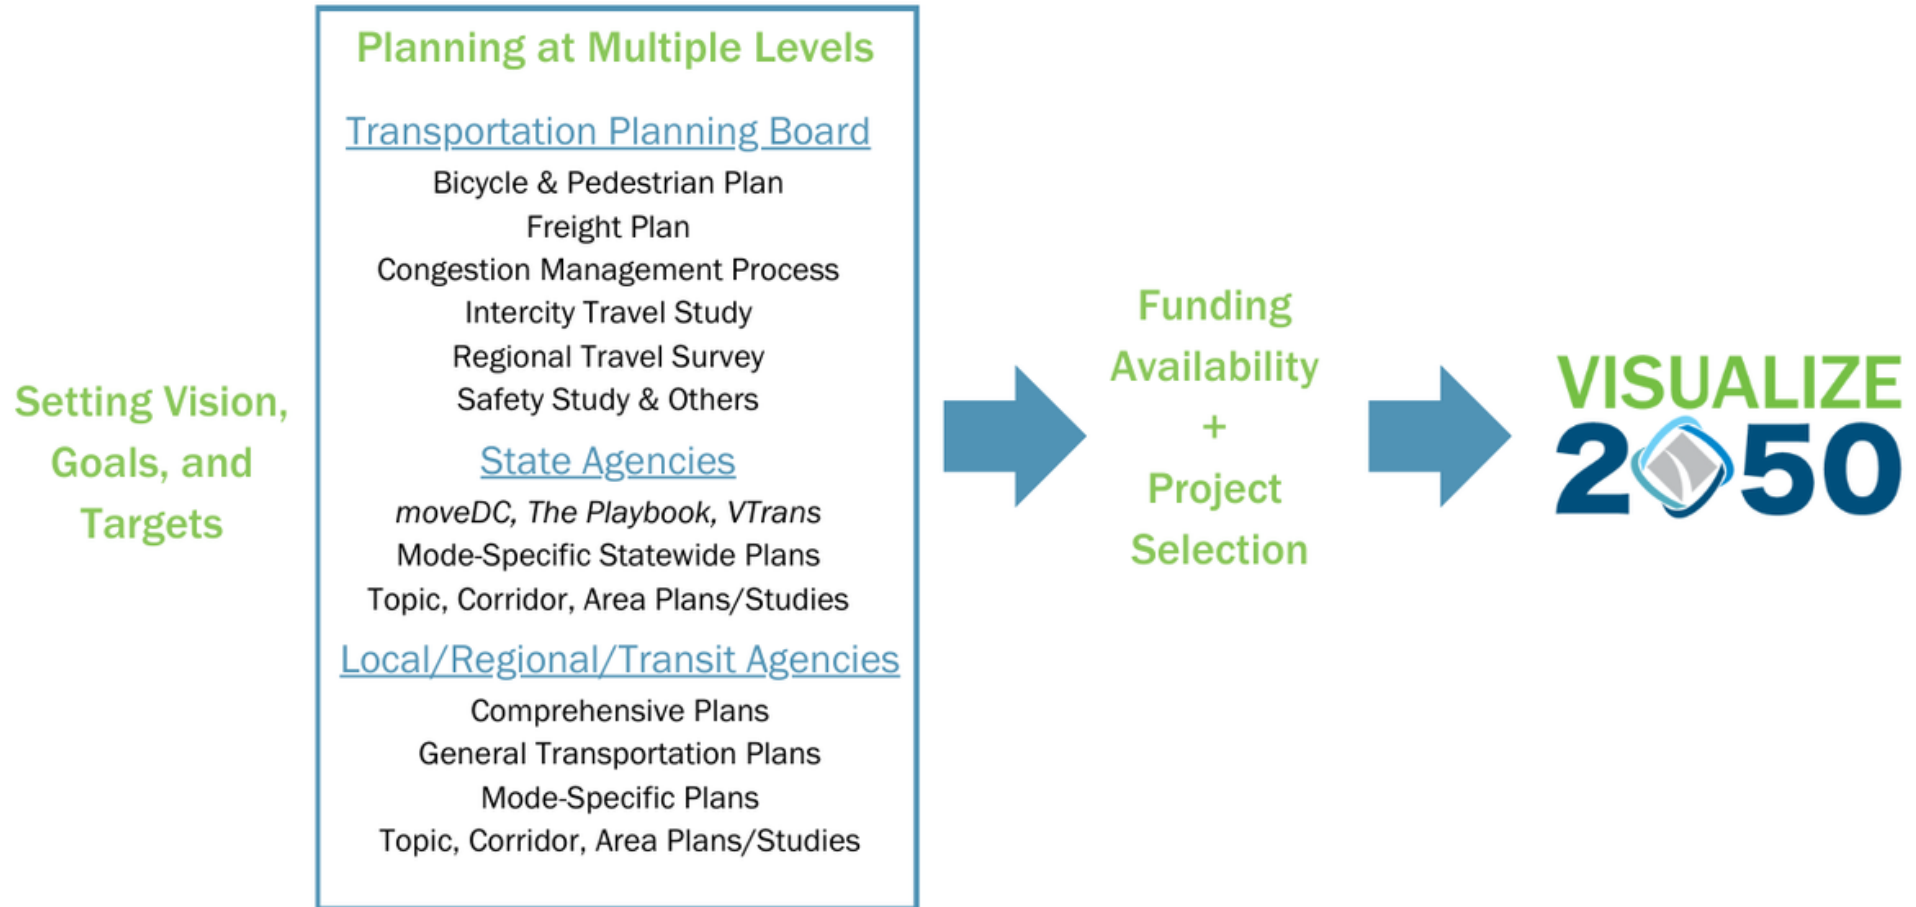 Setting Vision,
Goals, and
Targets
Planning at Multiple Levels
Transportation Planning Board
Bicycle & Pedestrian Plan
Freight Plan
Congestion Management Process
Intercity Travel Study
Regional Travel Survey
Safety Study & Others
State Agencies
moveDC, The Playbook, VTrans
Mode-Specific Statewide Plans
Topic, Corridor, Area Plans/Studies
Local/Regional/Transit Agencies
Comprehensive Plans
General Transportation Plans
Mode-Specific Plans
Topic, Corridor, Area Plans/Studies
Funding
Availability
+
Project
Selection
VISUALIZE
2050